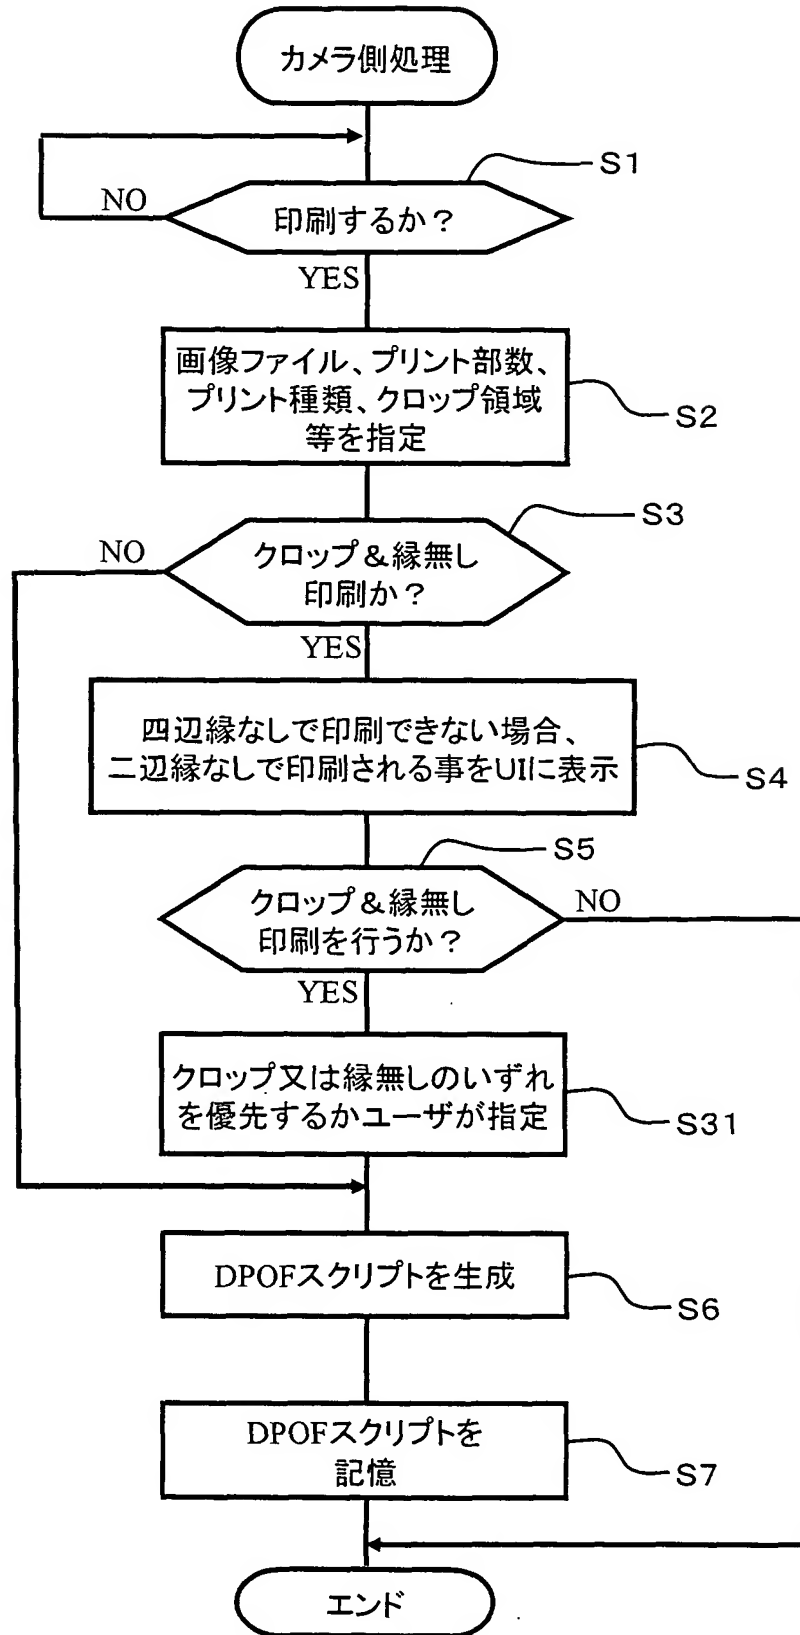 カメラ側処理
S1
NO
印刷するか？
YES
画像ファイル、プリント部数、
プリント種類、クロップ領域
等を指定
S2
S3
NO
クロップ＆縁無し
印刷か？
YES
四辺縁なしで印刷できない場合、
二辺縁なしで印刷される事をUIに表示
S4
S5
クロップ＆縁無し
印刷を行うか？
NO
YES
クロップ又は縁無しのいずれ
を優先するかユーザが指定
S31
DPOFスクリプトを生成
S6
DPOFスクリプトを
記憶
S7
エンド